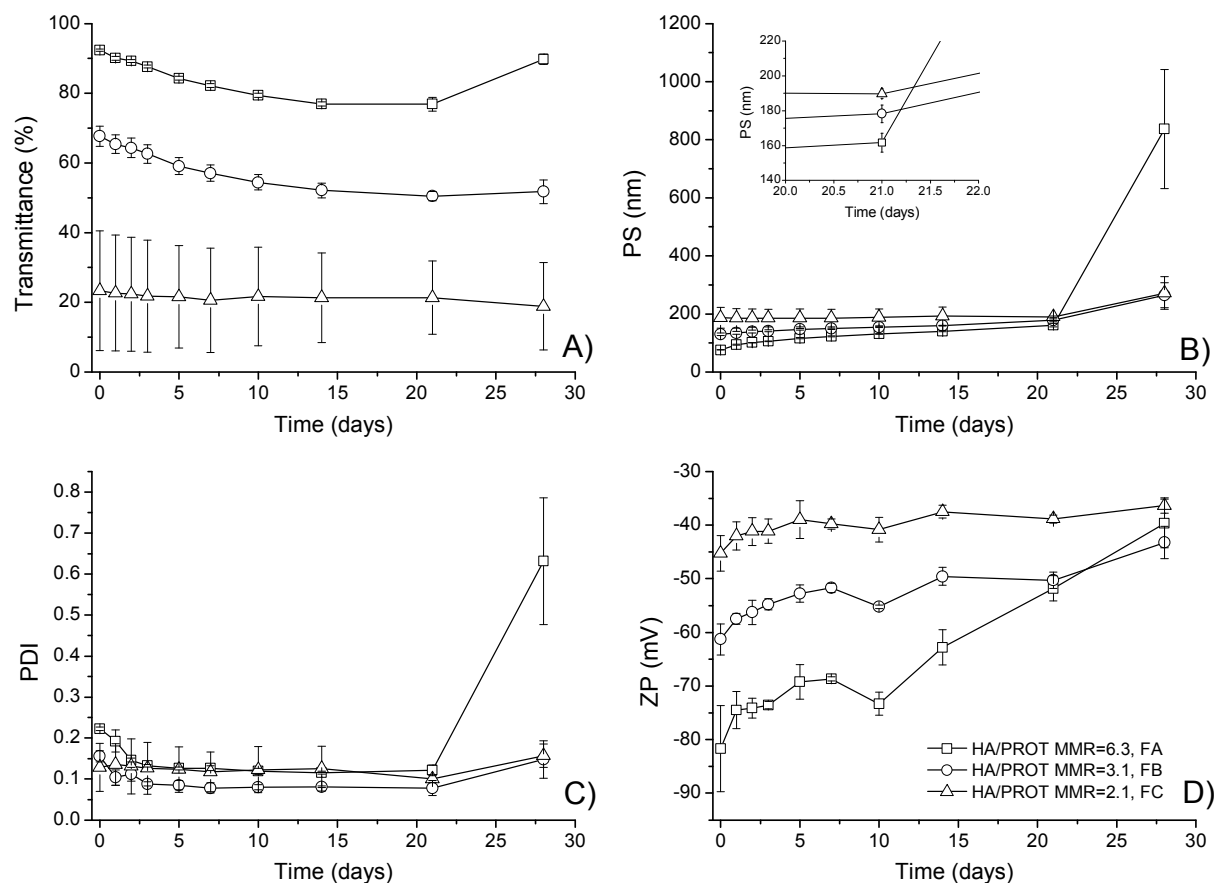 100
80
60
40
20
0
Transmittance (%)
0 5 10 15 20 25 30
Time (days)
A)
1200
1000
800
600
400
200
0
PS (nm)
220
200
180
160
140
PS (nm)
20.0 20.5 21.0 21.5 22.0
Time (days)
0 5 10 15 20 25 30
Time (days)
B)
0.8
0.7
0.6
0.5
0.4
0.3
0.2
0.1
0.0
PDI
0 5 10 15 20 25 30
Time (days)
C)
-30
-40
-50
-60
-70
-80
-90
ZP (mV)
HA/PROT MMR=6.3, FA
HA/PROT MMR=3.1, FB
HA/PROT MMR=2.1, FC
0 5 10 15 20 25 30
Time (days)
D)